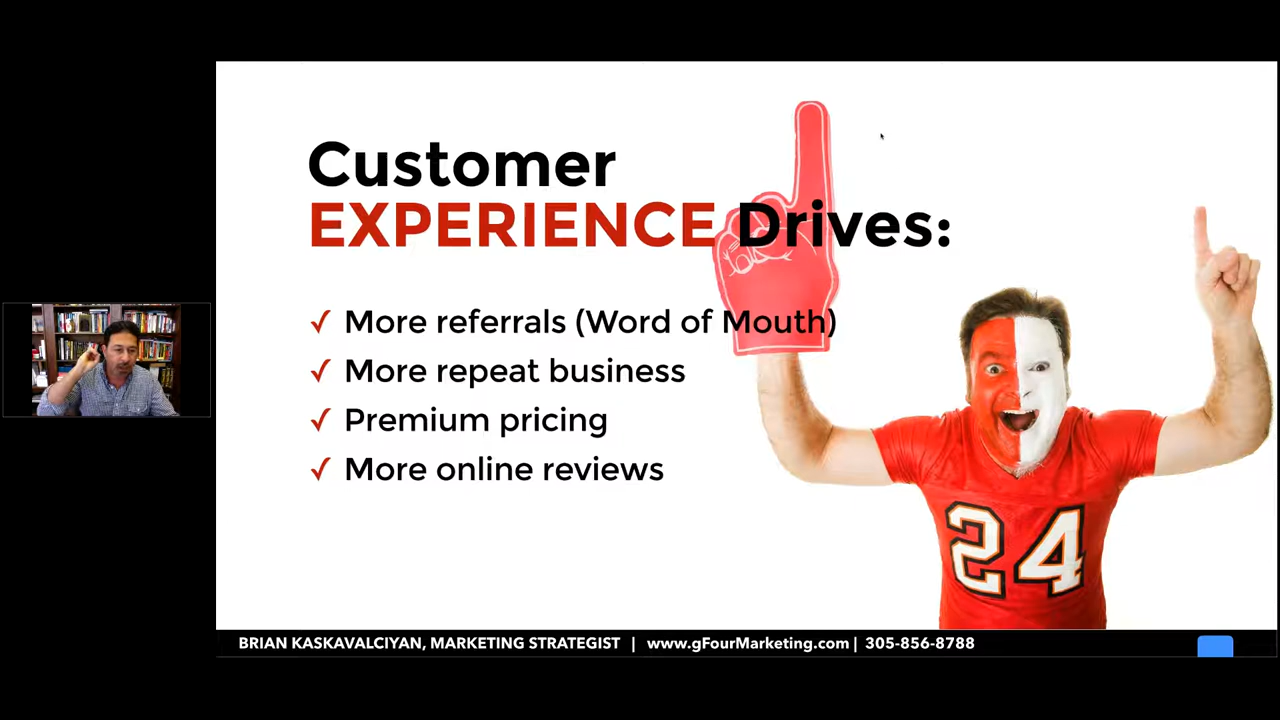 Customer
EXPERIENCE Drives:
✓ More referrals (Word of Mouth)
✓ More repeat business
✓ Premium pricing
✓ More online reviews
24
BRIAN KASKAVALCIYAN, MARKETING STRATEGIST | www.gFourMarketing.com | 305-856-8788